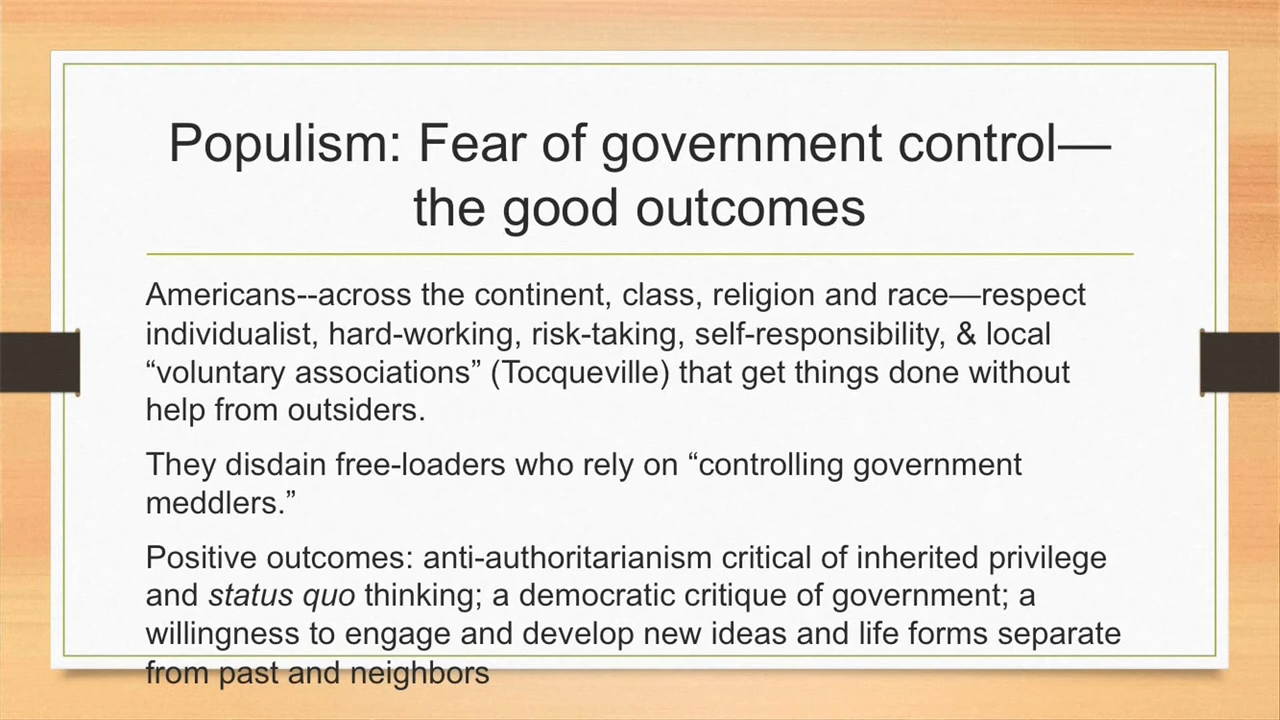 Populism: Fear of government control—
the good outcomes
Americans--across the continent, class, religion and race—respect
individualist, hard-working, risk-taking, self-responsibility, & local
“voluntary associations” (Tocqueville) that get things done without
help from outsiders.
They disdain free-loaders who rely on “controlling government
meddlers.”
Positive outcomes: anti-authoritarianism critical of inherited privilege
and status quo thinking; a democratic critique of government; a
willingness to engage and develop new ideas and life forms separate
from past and neighbors